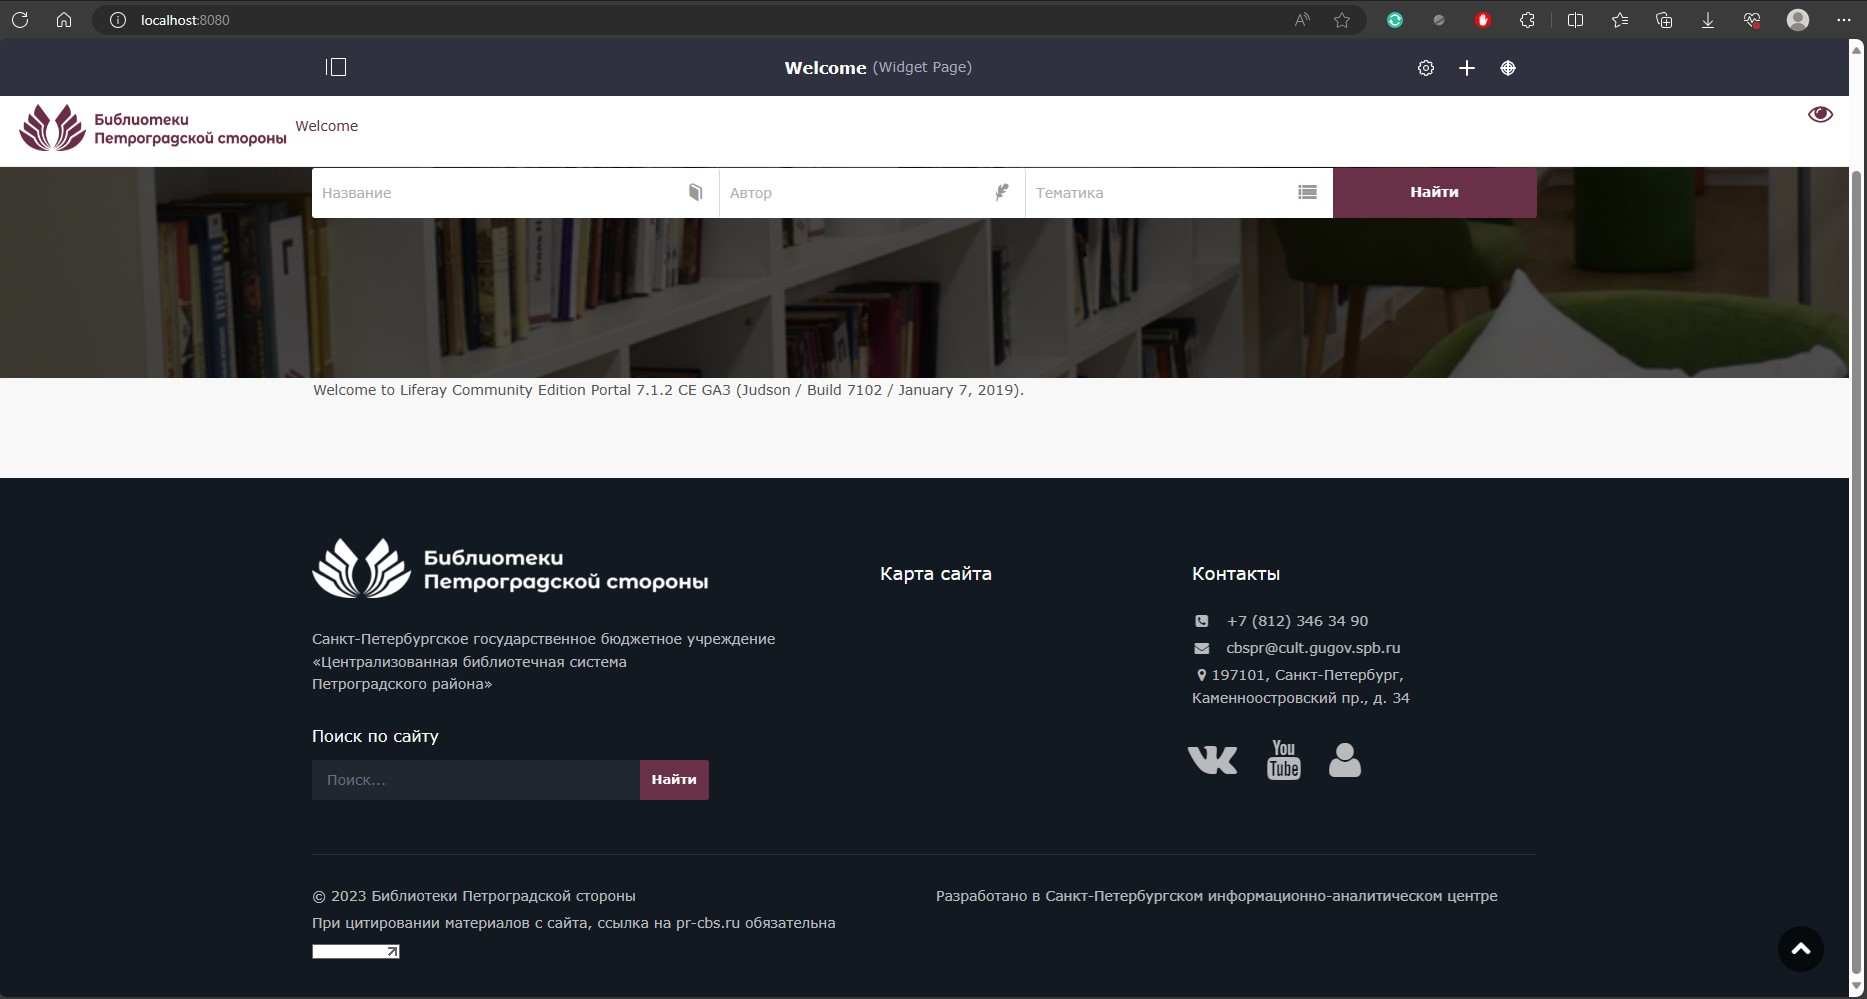 localhost:8080
Welcome (Widget Page)
Библиотеки
Петроградской стороны
Welcome
Название
Автор
Тематика
Найти
Welcome to Liferay Community Edition Portal 7.1.2 CE GA3 (Judson / Build 7102 / January 7, 2019).
Библиотеки
Петроградской стороны
Санкт-Петербургское государственное бюджетное учреждение
«Централизованная библиотечная система
Петроградского района»
Поиск по сайту
Поиск...
Найти
Карта сайта
Контакты
+7 (812) 346 34 90
cbspr@cult.gugov.spb.ru
197101, Санкт-Петербург,
Каменноостровский пр., д. 34
You
Tube
© 2023 Библиотеки Петроградской стороны
При цитировании материалов с сайта, ссылка на pr-cbs.ru обязательна
Разработано в Санкт-Петербургском информационно-аналитическом центре